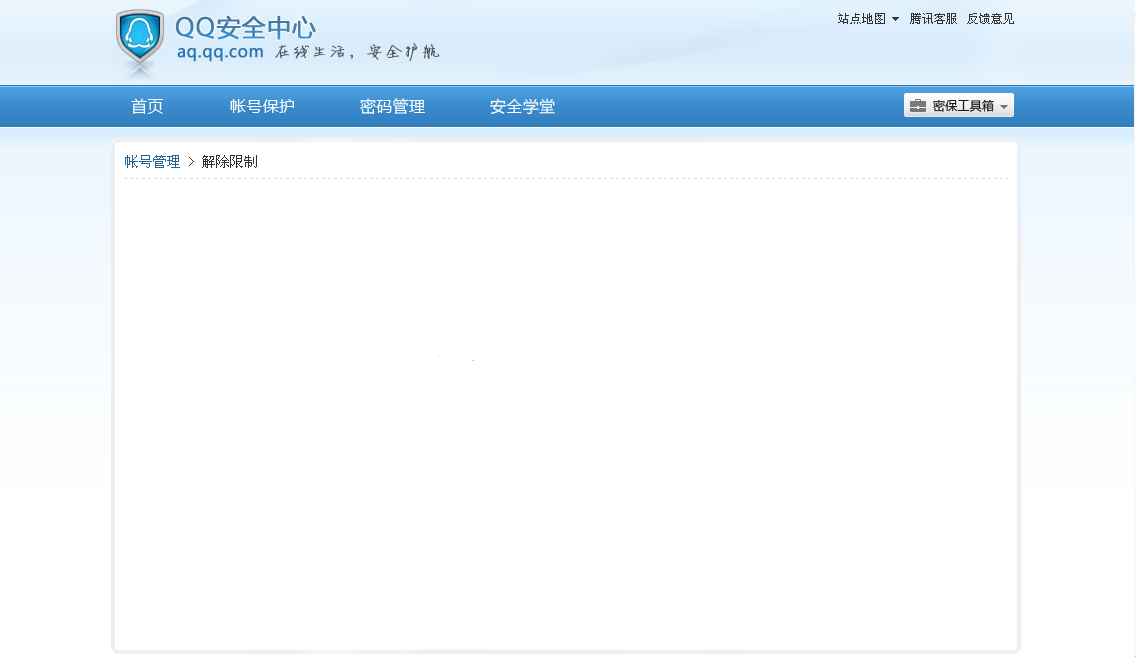 QQ安全中心
aq.qq.com 在线生活，安全护航
站点地图 腾讯客服 反馈意见
首页 帐号保护 密码管理 安全学堂 密保工具箱
帐号管理 > 解除限制